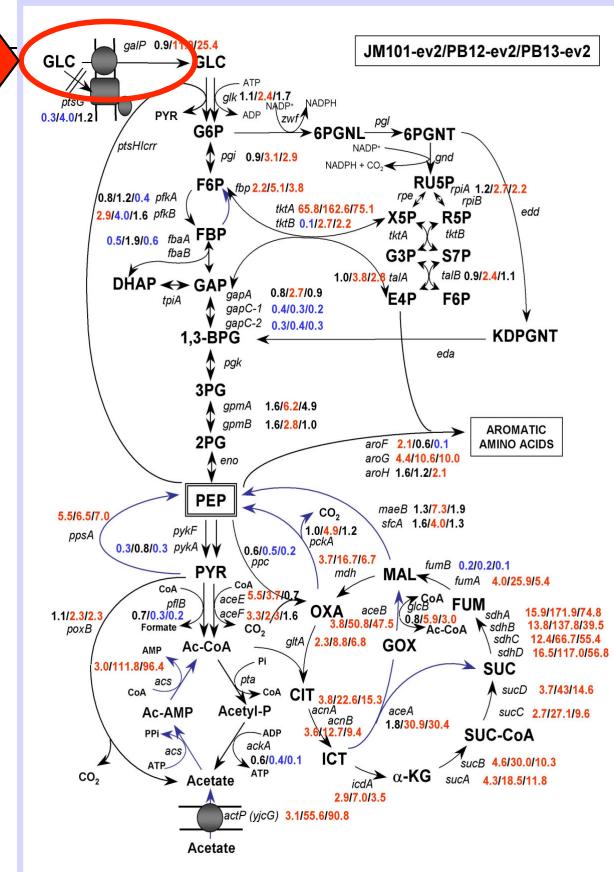 JM101-ev2/PB12-ev2/PB13-ev2
galP 0.9/11.9/25.4
GLC
GLC
ptsG
0.3/4.0/1.2
ATP
glk 1.1/2.4/1.7
ADP
PYR
ptsHIcrr
NADP⁺
NADPH
zwf
G6P
6PGNL
pgl
6PGNT
pgi 0.9/3.1/2.9
NADP⁺
gnd
NADPH + CO₂
F6P
fbp 2.2/5.1/3.8
RU5P
rpe
rpiA 1.2/2.7/2.2
rpiB
edd
0.8/1.2/0.4 pfkA
2.9/4.0/1.6 pfkB
tktA 65.8/162.6/75.1
tktB 0.1/2.7/2.2
X5P
R5P
tktA
tktB
FBP
0.5/1.9/0.6 fbaA
fbaB
G3P
S7P
1.0/3.8/2.8 talA
talB 0.9/2.4/1.1
DHAP
GAP
tpiA
E4P
F6P
gapA 0.8/2.7/0.9
gapC-1 0.4/0.3/0.2
gapC-2 0.3/0.4/0.3
1,3-BPG
KDPGNT
eda
pgk
3PG
gpmA 1.6/6.2/4.9
gpmB 1.6/2.8/1.0
2PG
eno
AROMATIC
AMINO ACIDS
aroF 2.1/0.6/0.1
aroG 4.4/10.6/10.0
aroH 1.6/1.2/2.1
PEP
5.5/6.5/7.0
ppsA
0.3/0.8/0.3
pykF
pykA
0.6/0.5/0.2
ppc
CO₂
1.0/4.9/1.2
pckA
maeB 1.3/7.3/1.9
sfcA 1.6/4.0/1.3
3.7/16.7/6.7
mdh
fumB 0.2/0.2/0.1
fumA 4.0/25.9/5.4
PYR
MAL
CoA
pflB
0.7/0.3/0.2
Formate
CoA
aceE 5.5/3.7/0.7
aceF 3.3/2.3/1.6
CO₂
1.1/2.3/2.3
poxB
OXA
aceB
3.8/50.8/47.5
glcB
0.8/5.9/3.0
CoA
Ac-CoA
FUM
sdhA 15.9/171.9/74.8
sdhB 13.8/137.8/39.5
sdhC 12.4/66.7/55.4
sdhD 16.5/117.0/56.8
AMP
3.0/111.8/96.4
acs
CoA
Ac-CoA
gltA
2.3/8.8/6.8
GOX
SUC
Pi
pta
CoA
CIT
3.8/22.6/15.3
acnA
acnB
3.6/12.7/9.4
aceA
1.8/30.9/30.4
sucD 3.7/43/14.6
sucC 2.7/27.1/9.6
Ac-AMP
Acetyl-P
PPi
acs
ATP
ADP
ackA
0.6/0.4/0.1
ATP
ICT
SUC-CoA
icdA
2.9/7.0/3.5
α-KG
sucB 4.6/30.0/10.3
sucA 4.3/18.5/11.8
CO₂
Acetate
actP (yjcG) 3.1/55.6/90.8
Acetate